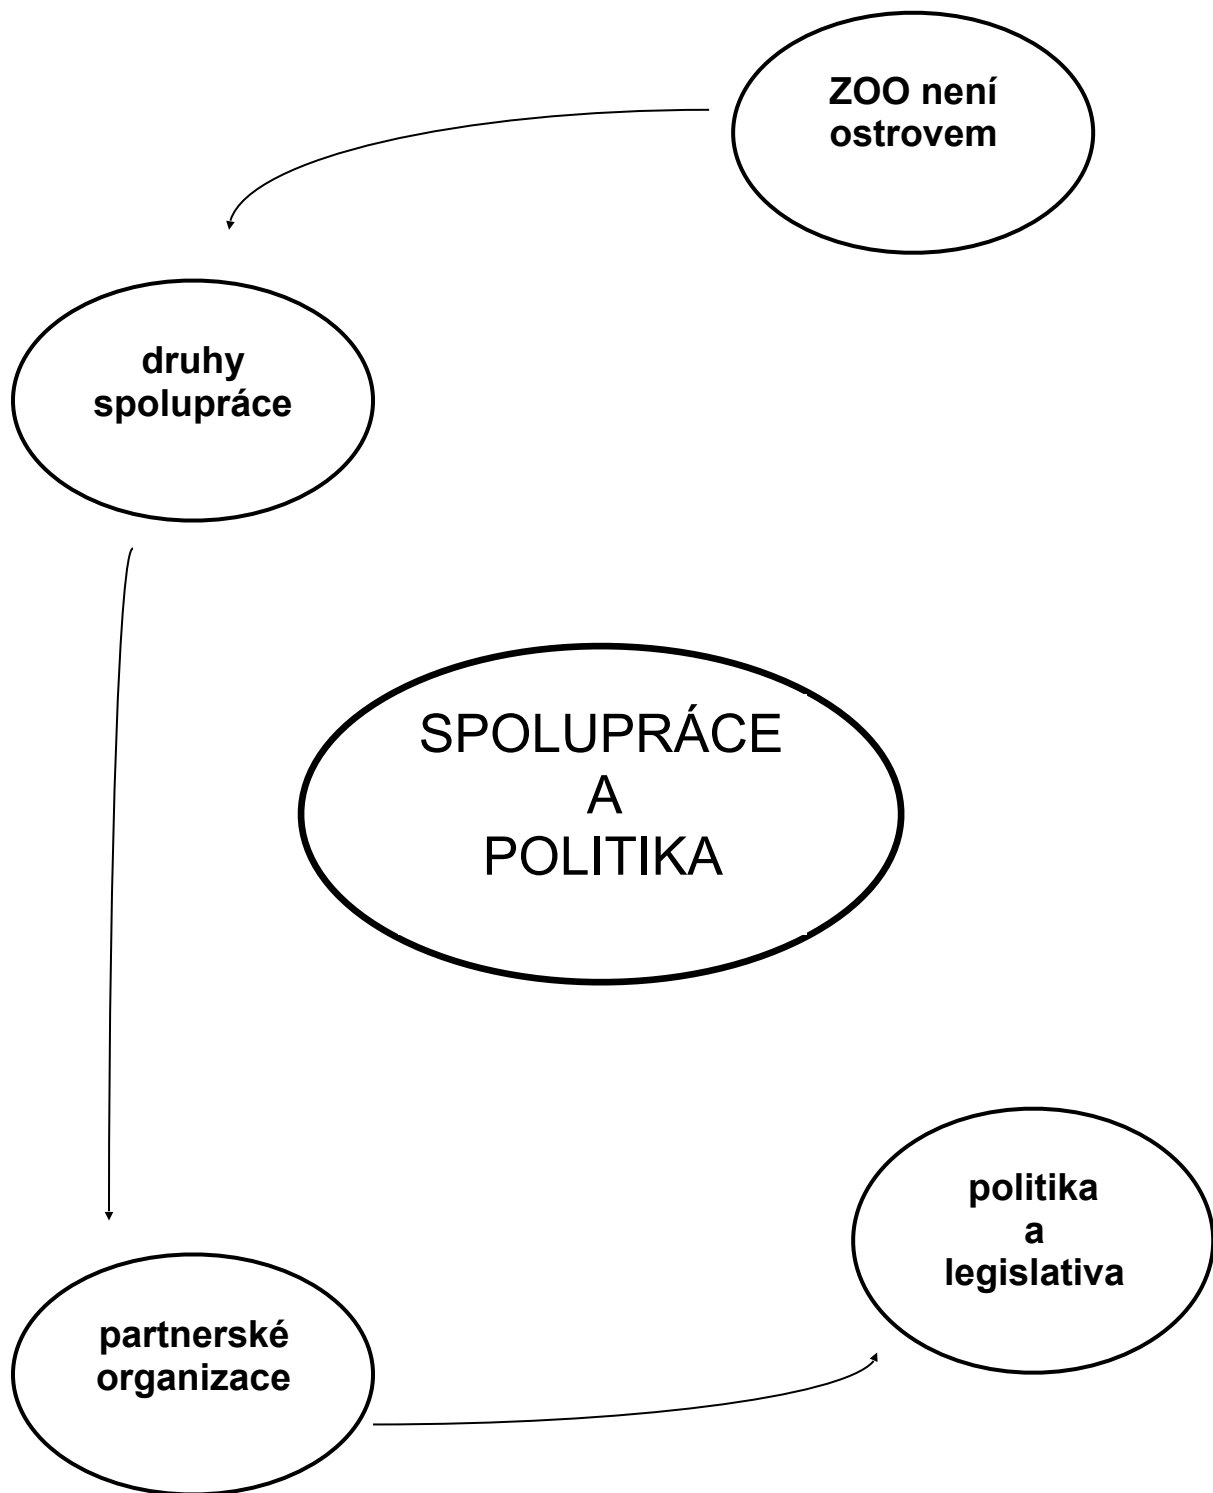 ZOO není
ostrovem
druhy
spolupráce
SPOLUPRÁCE
A
POLITIKA
politika
a
legislativa
partnerské
organizace